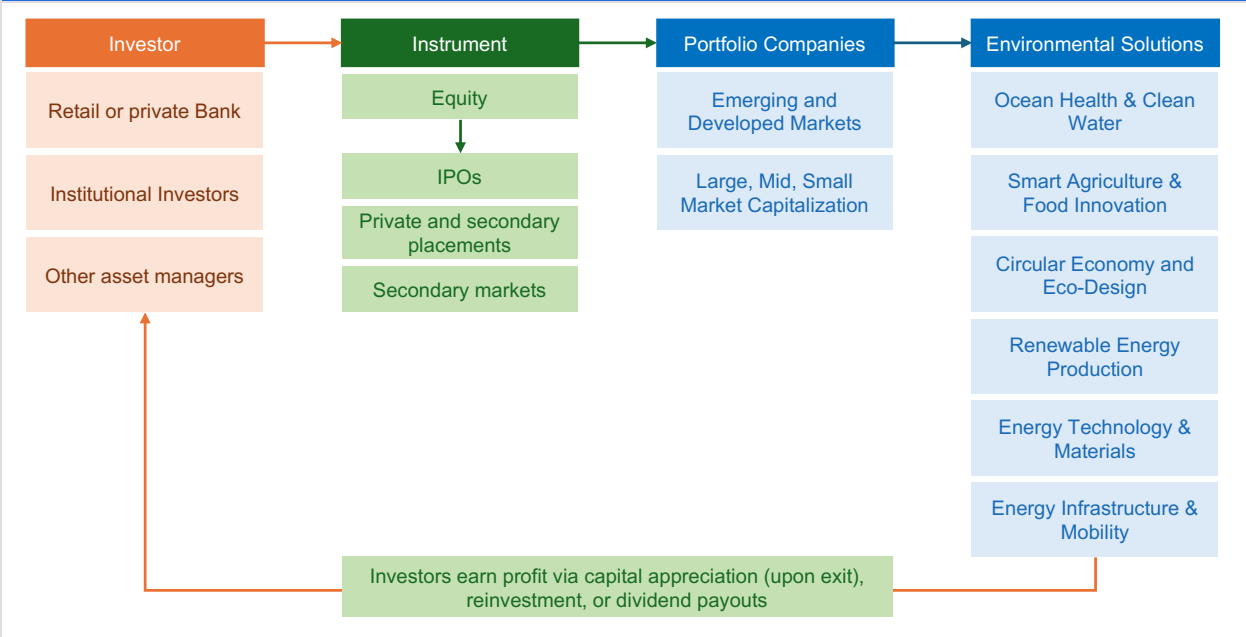 Investor
Instrument
Portfolio Companies
Environmental Solutions
Retail or private Bank
Institutional Investors
Other asset managers
Equity
IPOs
Private and secondary
placements
Secondary markets
Emerging and
Developed Markets
Large, Mid, Small
Market Capitalization
Ocean Health & Clean
Water
Smart Agriculture &
Food Innovation
Circular Economy and
Eco-Design
Renewable Energy
Production
Energy Technology &
Materials
Energy Infrastructure &
Mobility
Investors earn profit via capital appreciation (upon exit),
reinvestment, or dividend payouts